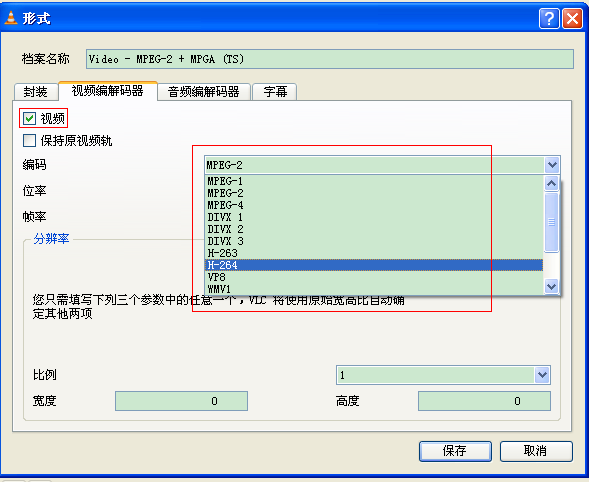 形式
档案名称 Video - MPEG-2 + MPGA (TS)
封装 视频编解码器 音频编解码器 字幕
视频
保持原视频轨
编码 MPEG-2
位率
帧率
MPEG-1
MPEG-2
MPEG-4
DIVX 1
DIVX 2
DIVX 3
H-263
H-264
VP8
WMV1
分辨率
您只需填写下列三个参数中的任意一个，VLC 将使用原始宽高比自动确
定其他两项
比例 1
宽度 0 高度 0
保存 取消